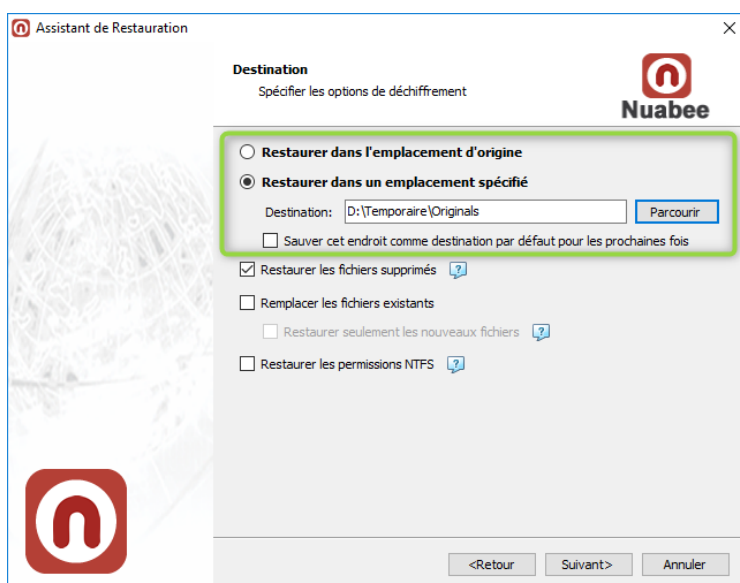 Assistant de Restauration
Destination
Spécifier les options de déchiffrement
Nuabee
Restaurer dans l'emplacement d'origine
Restaurer dans un emplacement spécifié
Destination: D:\Temporaire\Originals Parcourir
Sauver cet endroit comme destination par défaut pour les prochaines fois
Restaurer les fichiers supprimés ?
Remplacer les fichiers existants
Restaurer seulement les nouveaux fichiers ?
Restaurer les permissions NTFS ?
<Retour Suivant> Annuler